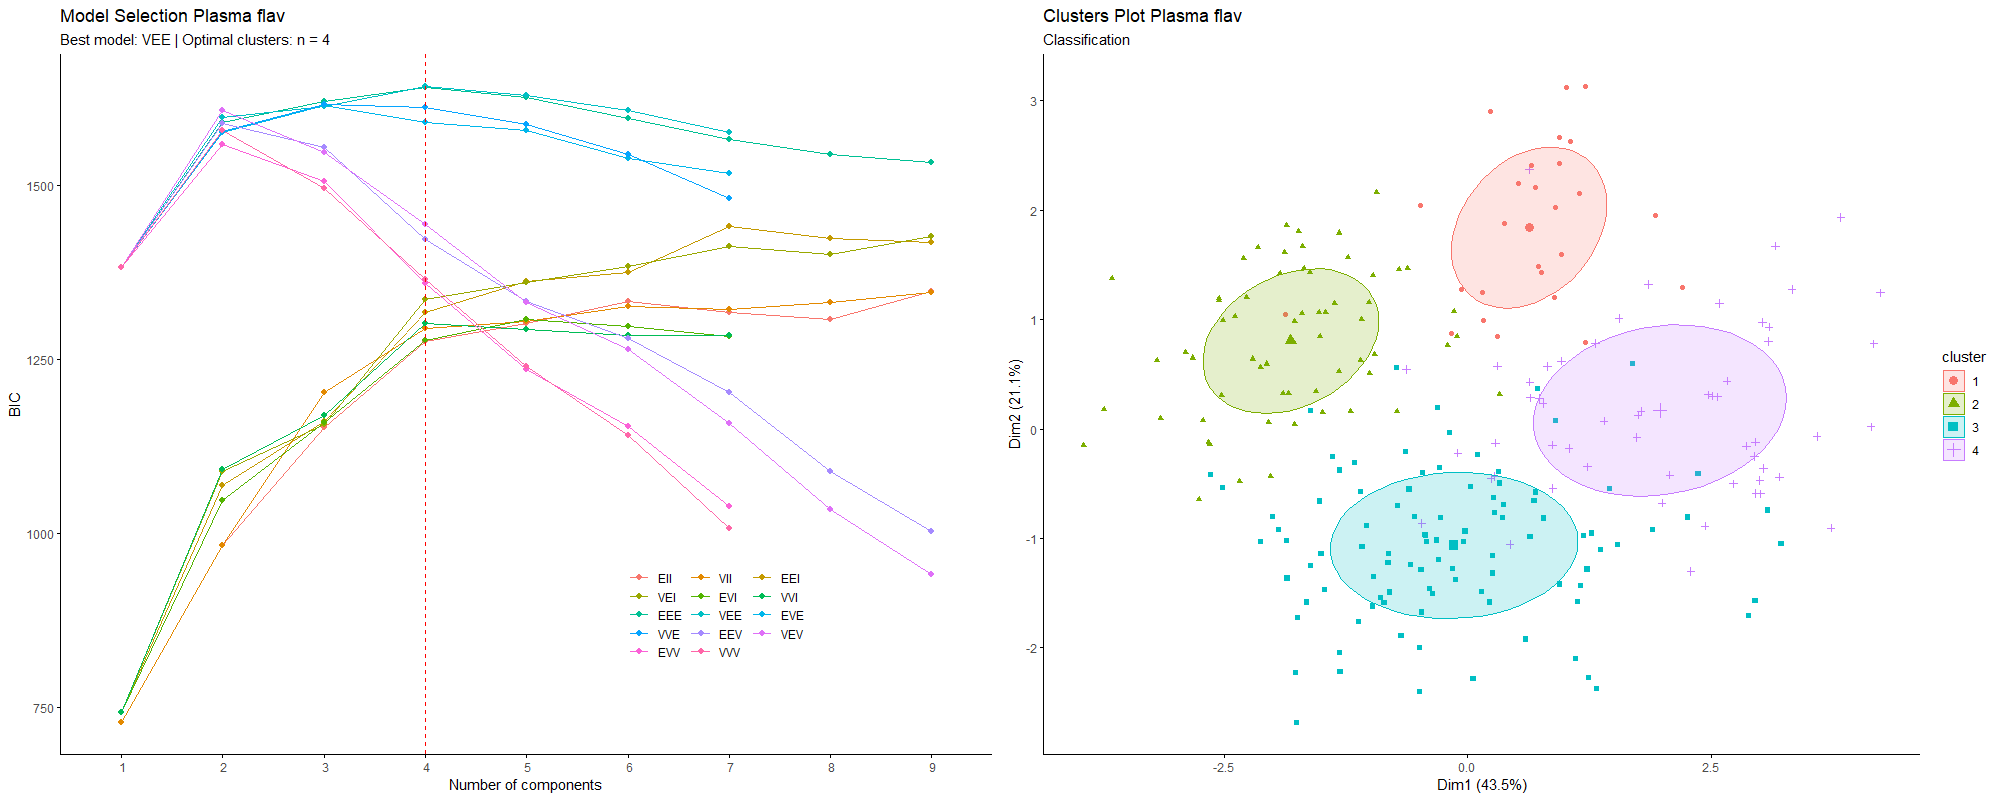 Model Selection Plasma flav
Best model: VEE | Optimal clusters: n = 4
BIC
1500
1250
1000
750
1 2 3 4 5 6 7 8 9
Number of components
EII VII EEI
VEI EVI VVI
EEE VEE EVE
VVE EEV VEV
EVV VVV
Clusters Plot Plasma flav
Classification
Dim2 (21.1%)
3
2
1
0
-1
-2
-2.5 0.0 2.5
Dim1 (43.5%)
cluster
1
2
3
4